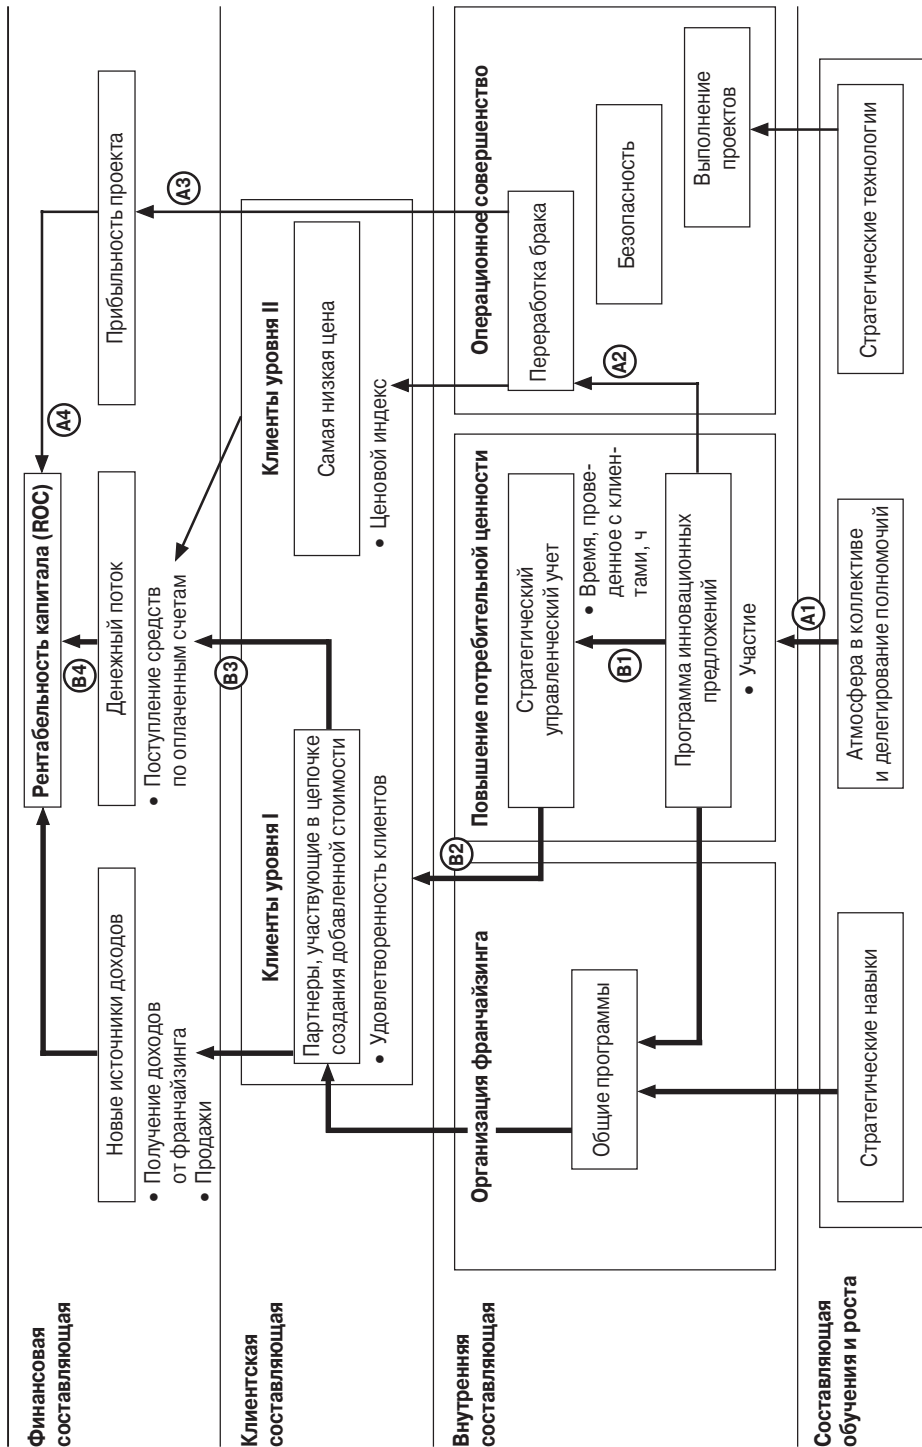 Финансовая
составляющая
Рентабельность капитала (ROC)
B4
A4
Новые источники доходов
• Получение доходов
от франчайзинга
• Продажи
Денежный поток
• Поступление средств
по оплаченным счетам
Прибыльность проекта
B3
A3
Клиентская
составляющая
Клиенты уровня I
Партнеры, участвующие в цепочке
создания добавленной стоимости
• Удовлетворенность клиентов
Клиенты уровня II
Самая низкая цена
• Ценовой индекс
Внутренняя
составляющая
B2
Организация франчайзинга
Общие программы
Повышение потребительной ценности
Стратегический
управленческий учет
• Время, прове-
денное с клиен-
тами, ч
B1
Программа инновационных
предложений
• Участие
Операционное совершенство
Переработка брака
A2
Безопасность
Выполнение
проектов
A1
Составляющая
обучения и роста
Стратегические навыки
Атмосфера в коллективе
и делегирование полномочий
Стратегические технологии